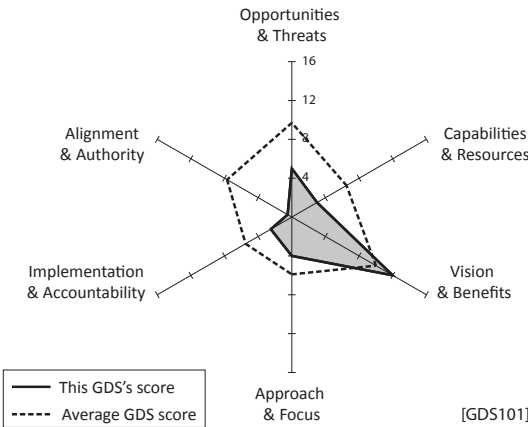 Opportunities
& Threats
16
12
8
4
Alignment
& Authority
Capabilities
& Resources
Implementation
& Accountability
Vision
& Benefits
Approach
& Focus
This GDS's score
Average GDS score
[GDS101]